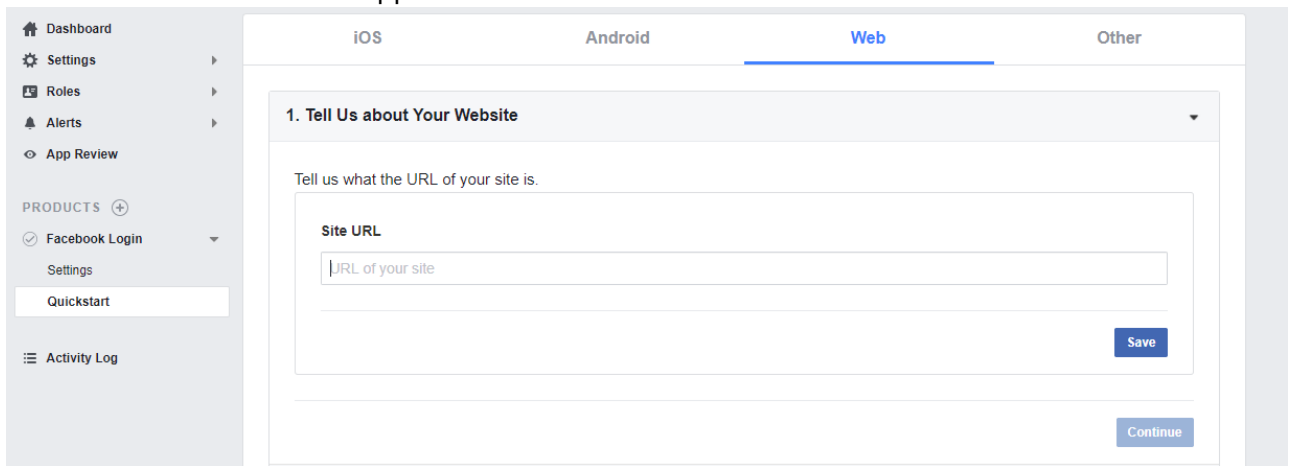 Dashboard
Settings
Roles
Alerts
App Review
PRODUCTS
Facebook Login
Settings
Quickstart
Activity Log
iOS Android Web Other
1. Tell Us about Your Website
Tell us what the URL of your site is.
Site URL
URL of your site
Save
Continue